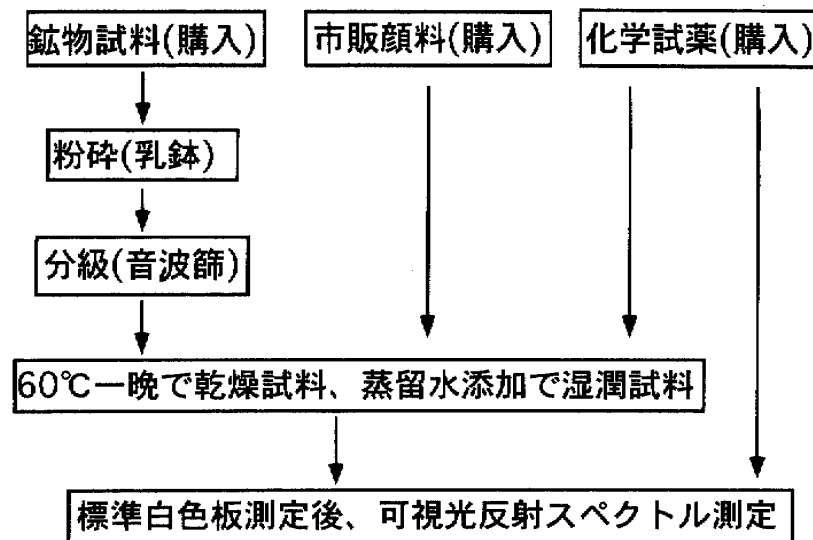 鉱物試料(購入)
市販顔料(購入)
化学試薬(購入)
粉砕(乳鉢)
分級(音波篩)
60℃一晩で乾燥試料、蒸留水添加で湿潤試料
標準白色板測定後、可視光反射スペクトル測定